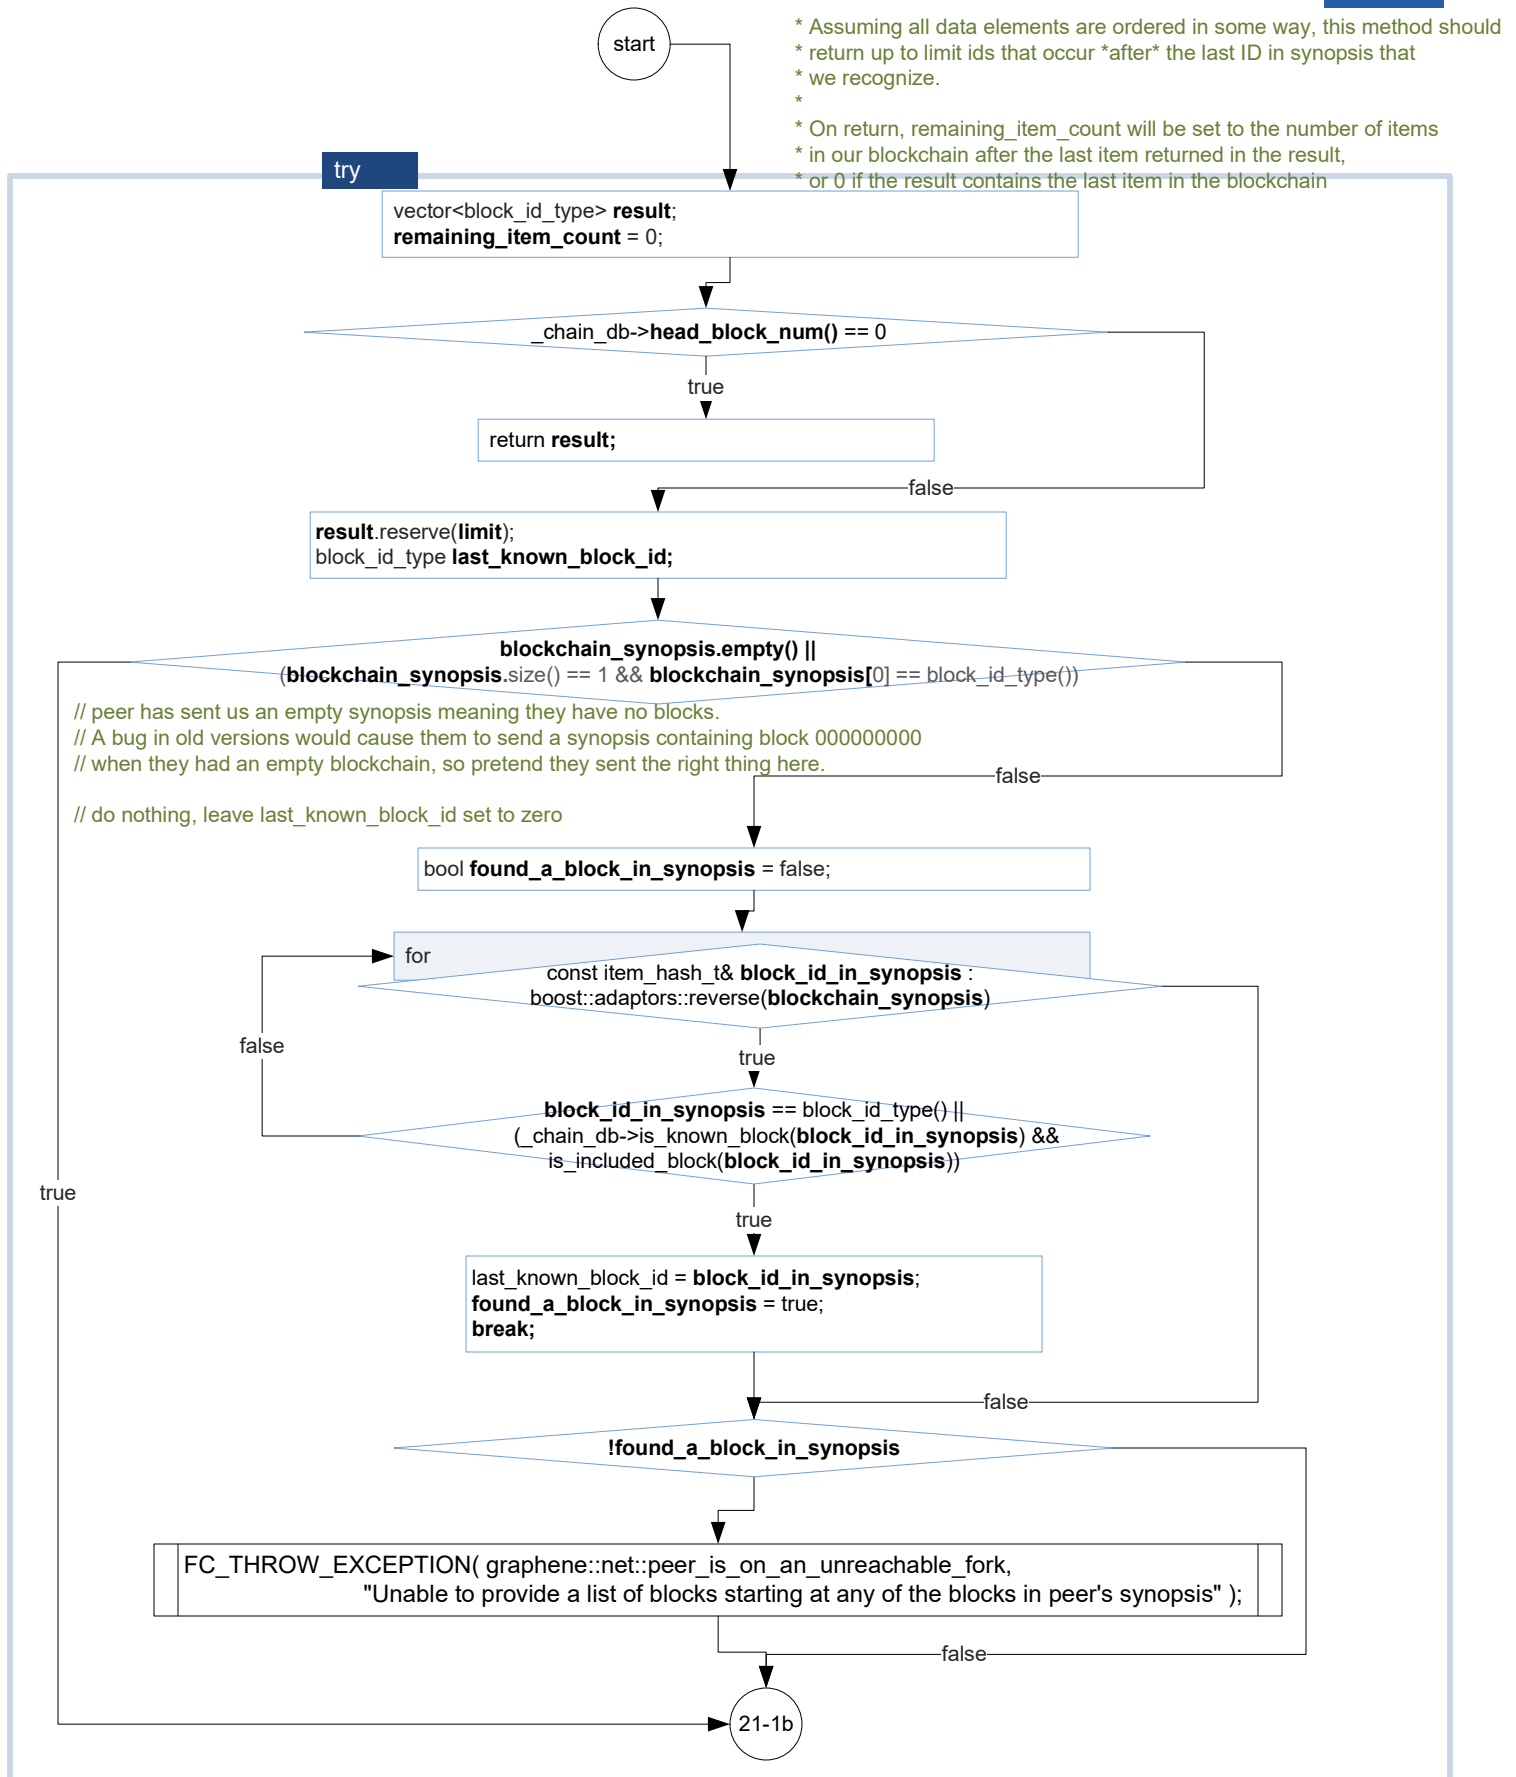 start
* Assuming all data elements are ordered in some way, this method should
* return up to limit ids that occur *after* the last ID in synopsis that
* we recognize.
*
* On return, remaining_item_count will be set to the number of items
* in our blockchain after the last item returned in the result,
* or 0 if the result contains the last item in the blockchain
try
vector<block_id_type> result;
remaining_item_count = 0;
_chain_db->head_block_num() == 0
true
return result;
false
result.reserve(limit);
block_id_type last_known_block_id;
blockchain_synopsis.empty() ||
(blockchain_synopsis.size() == 1 && blockchain_synopsis[0] == block_id_type())
// peer has sent us an empty synopsis meaning they have no blocks.
// A bug in old versions would cause them to send a synopsis containing block 000000000
// when they had an empty blockchain, so pretend they sent the right thing here.
false
// do nothing, leave last_known_block_id set to zero
bool found_a_block_in_synopsis = false;
for
const item_hash_t& block_id_in_synopsis :
boost::adaptors::reverse(blockchain_synopsis)
false
true
block_id_in_synopsis == block_id_type() ||
(_chain_db->is_known_block(block_id_in_synopsis) &&
is_included_block(block_id_in_synopsis))
true
true
last_known_block_id = block_id_in_synopsis;
found_a_block_in_synopsis = true;
break;
false
!found_a_block_in_synopsis
FC_THROW_EXCEPTION( graphene::net::peer_is_on_an_unreachable_fork,
"Unable to provide a list of blocks starting at any of the blocks in peer's synopsis" );
false
21-1b